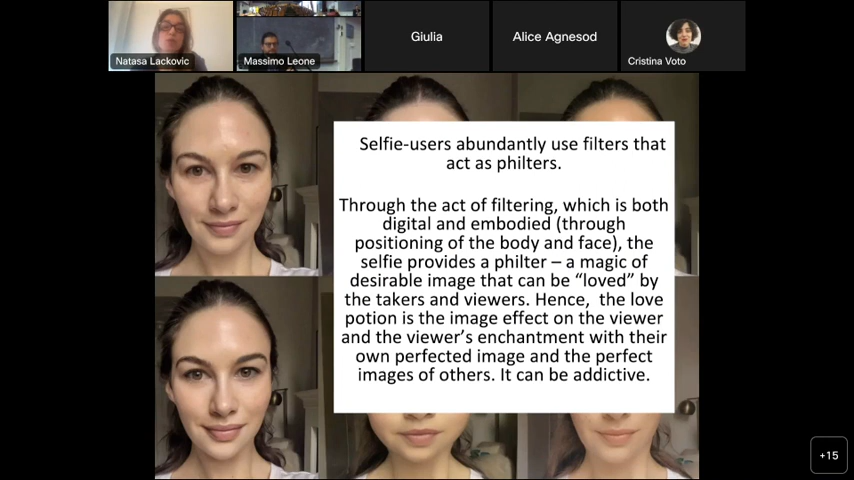 Natasa Lackovic
Massimo Leone
Giulia
Alice Agnesod
Cristina Voto
Selfie-users abundantly use filters that
act as philters.
Through the act of filtering, which is both
digital and embodied (through
positioning of the body and face), the
selfie provides a philter – a magic of
desirable image that can be “loved” by
the takers and viewers. Hence,  the love
potion is the image effect on the viewer
and the viewer’s enchantment with their
own perfected image and the perfect
images of others. It can be addictive.
+15